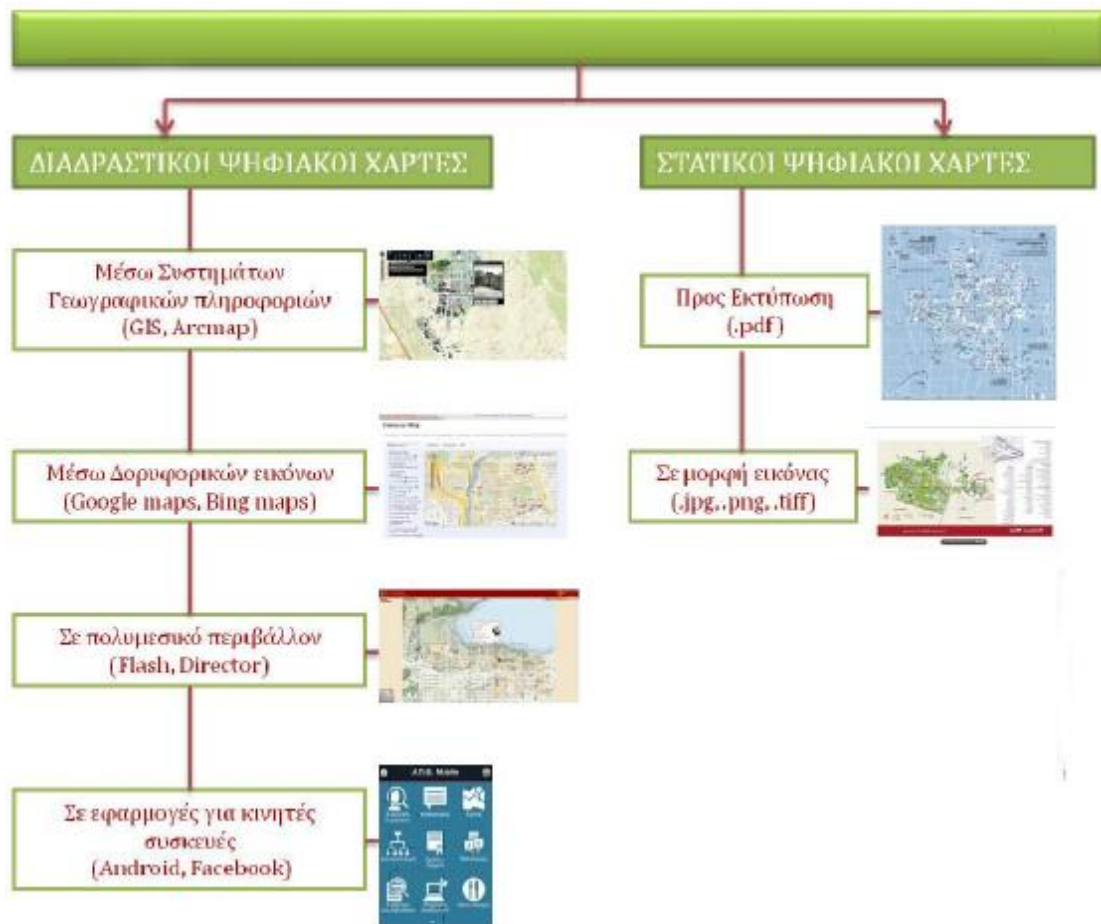 ΔΙΑΔΡΑΣΤΙΚΟΙ ΨΗΦΙΑΚΟΙ ΧΑΡΤΕΣ
Μέσω Συστημάτων
Γεωγραφικών πληροφοριών
(GIS, Arcmap)
Μέσω Δορυφορικών εικόνων
(Google maps, Bing maps)
Σε πολυμεσικό περιβάλλον
(Flash, Director)
Σε εφαρμογές για κινητές
συσκευές
(Android, Facebook)
Α.Π.Θ. Mobile
ΣΤΑΤΙΚΟΙ ΨΗΦΙΑΚΟΙ ΧΑΡΤΕΣ
Προς Εκτύπωση
(.pdf)
Σε μορφή εικόνας
(.jpg,.png,.tiff)